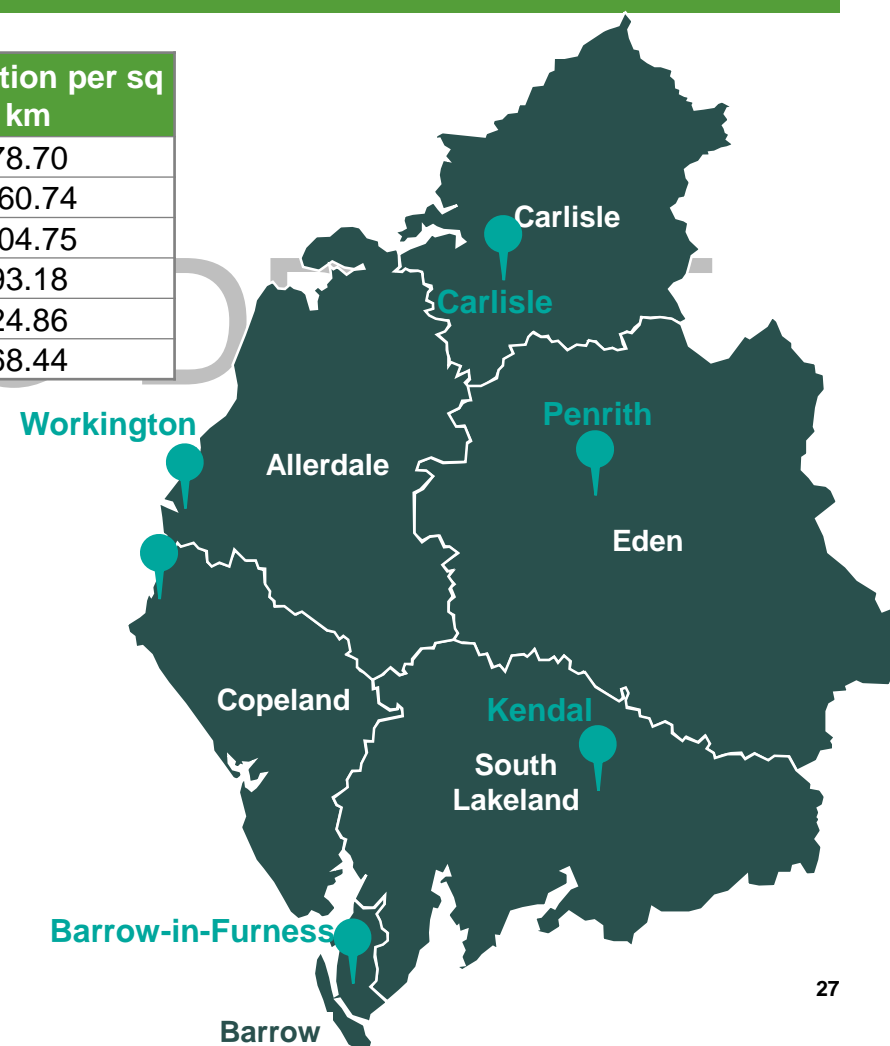 tion per sq
km
78.70
60.74
04.75
93.18
24.86
68.44
Carlisle
Carlisle
Workington
Penrith
Allerdale
Eden
Copeland
Kendal
South
Lakeland
Barrow-in-Furness
Barrow
27